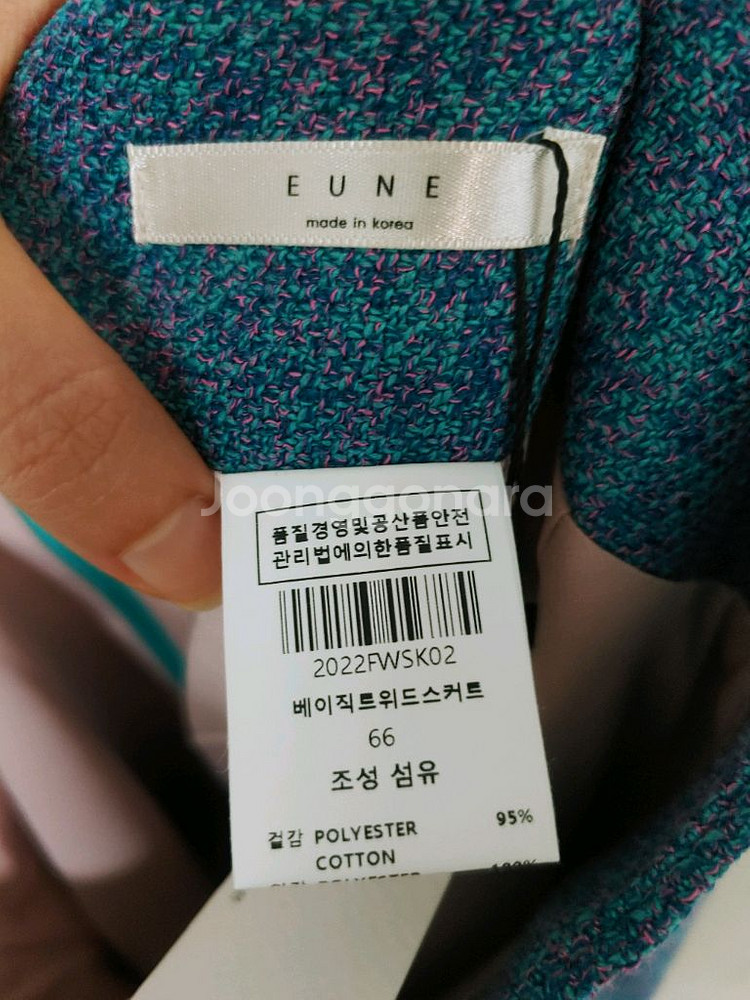 EUNE
made in korea
Joonggonara
품질경영및공산품안전
관리법에의한품질표시
2022FWSK02
베이직트위드스커트
66
조성 섬유
겉감 POLYESTER 95%
COTTON
POLYESTER 100%